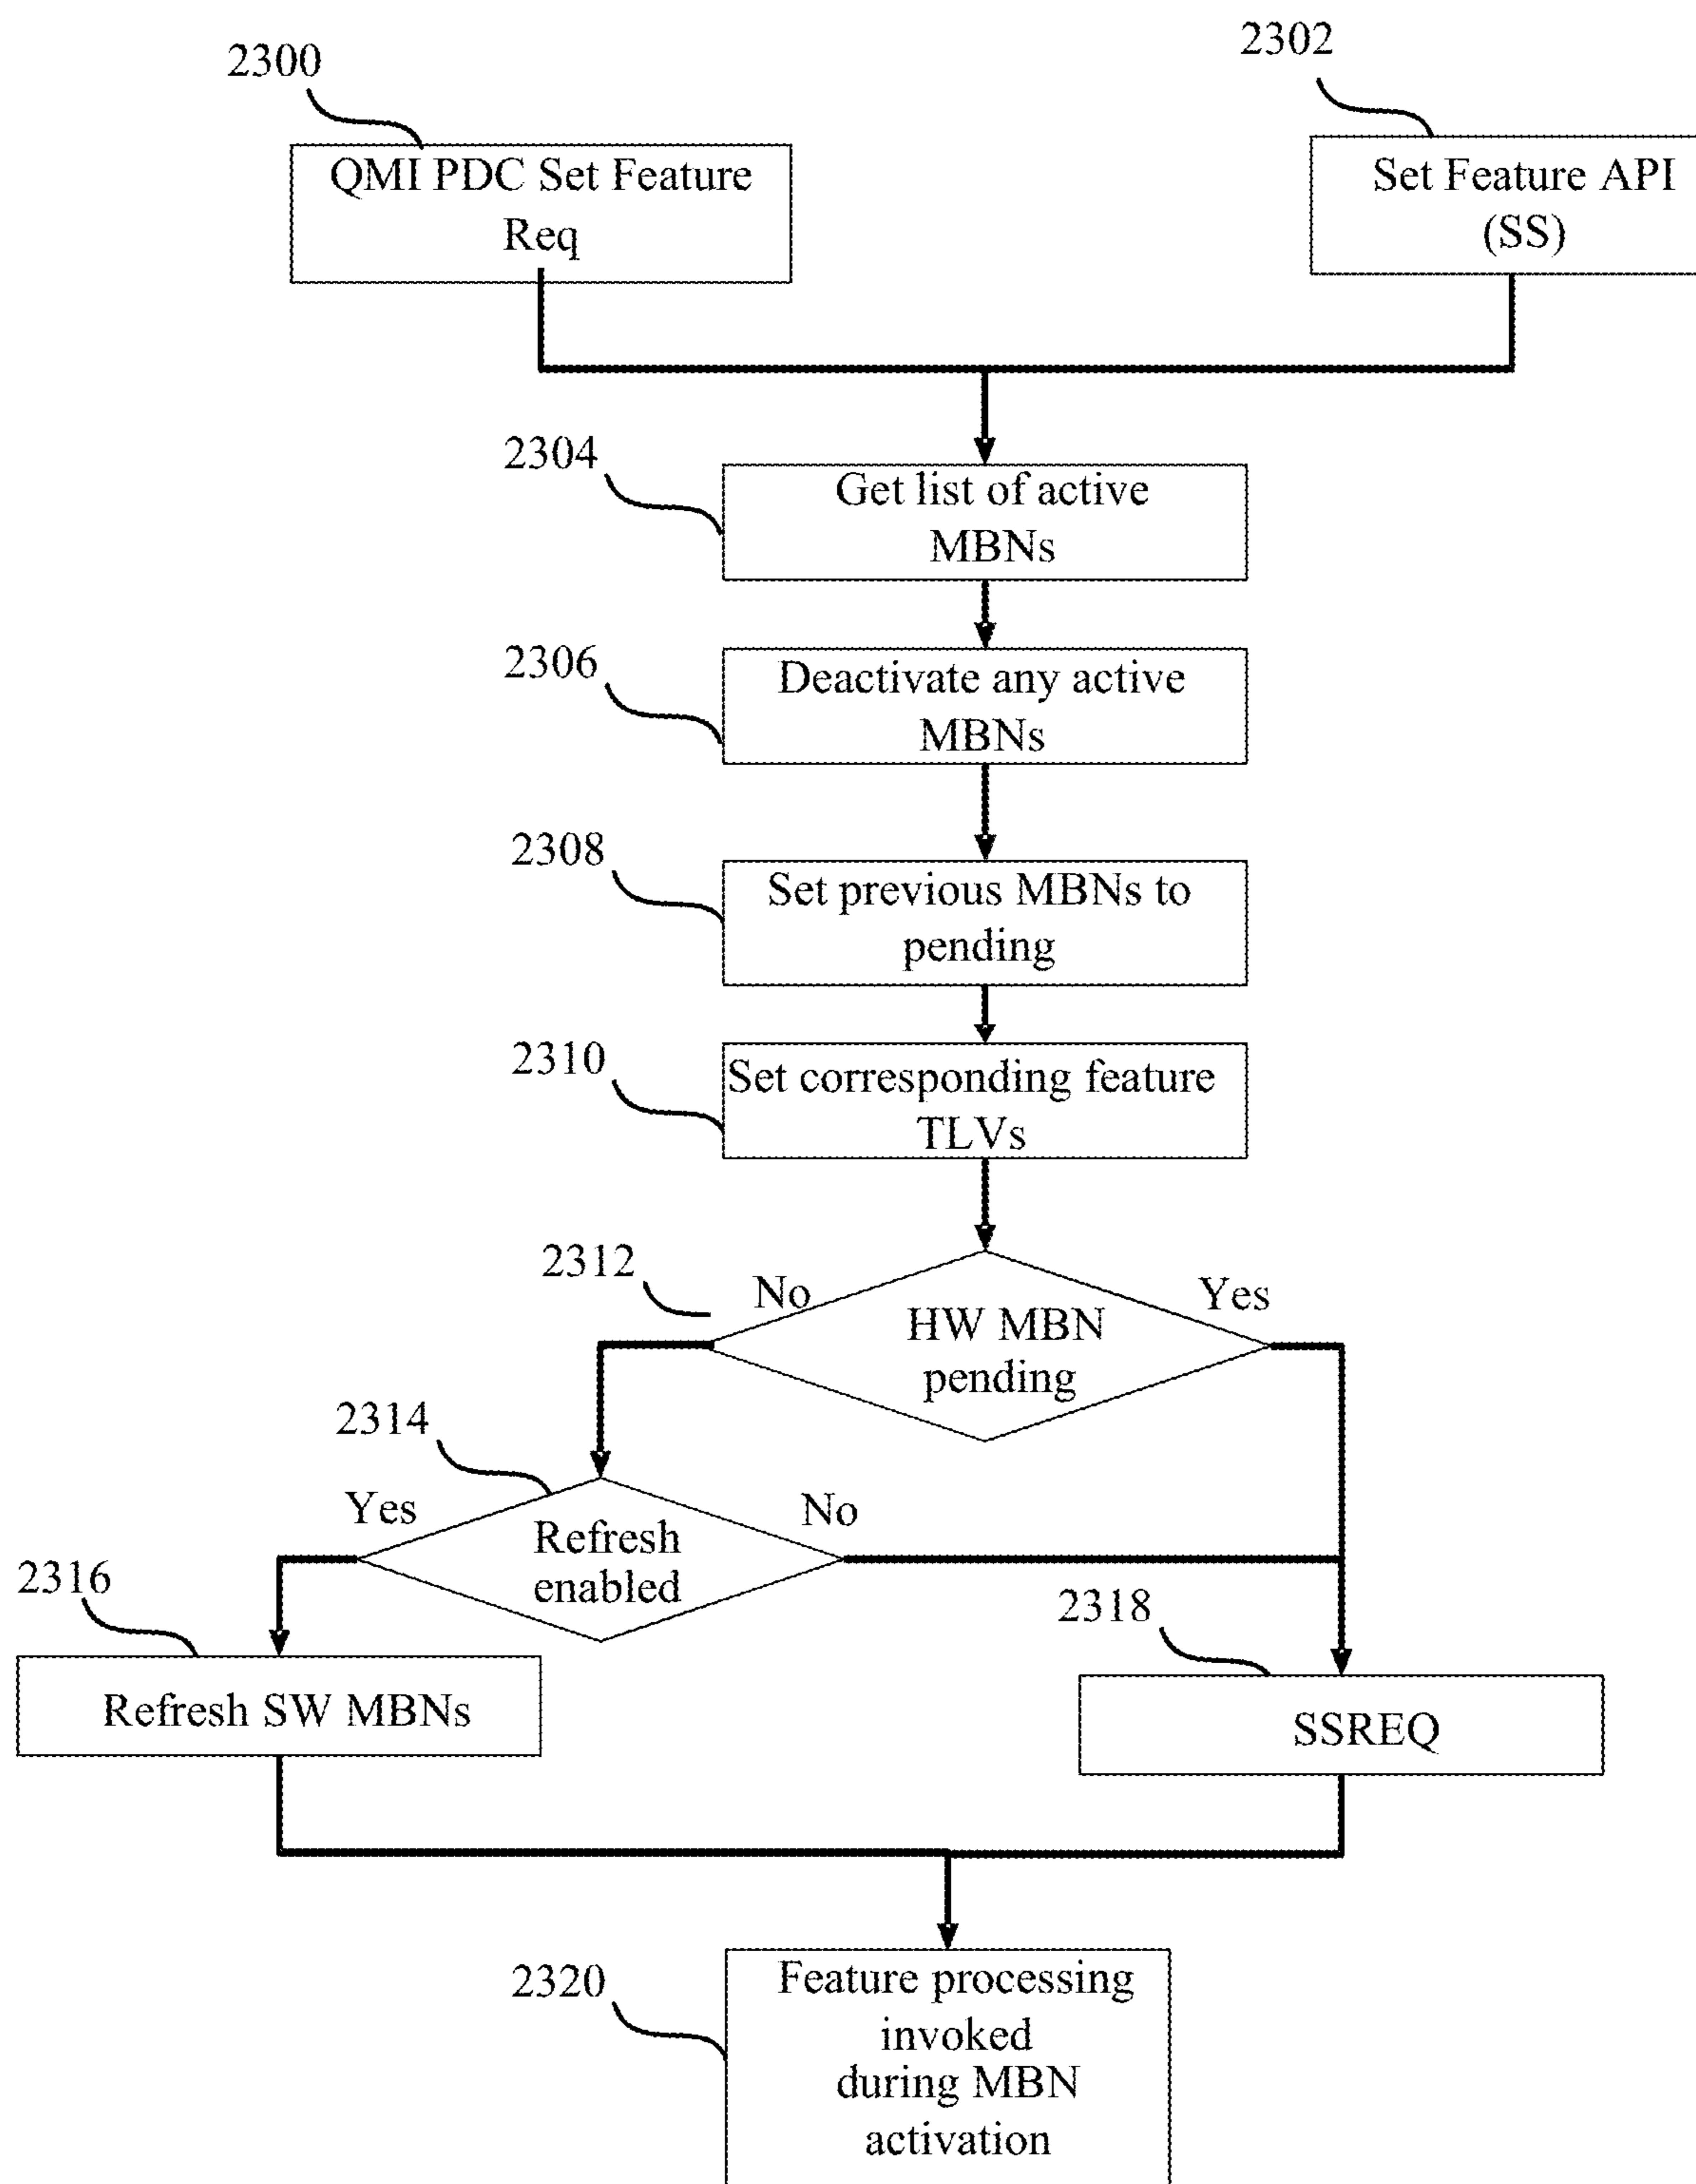 2300
2302
QMI PDC Set Feature
Req
Set Feature API
(SS)
2304
Get list of active
MBNs
2306
Deactivate any active
MBNs
2308
Set previous MBNs to
pending
2310
Set corresponding feature
TLVs
2312
No
Yes
HW MBN
pending
2314
Yes
No
Refresh
enabled
2316
2318
Refresh SW MBNs
SSREQ
2320
Feature processing
invoked
during MBN
activation